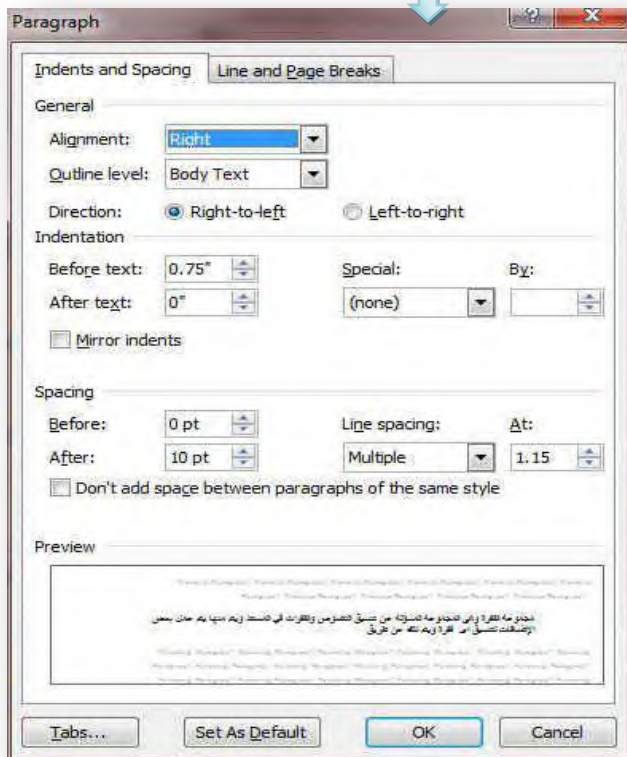 Paragraph
Indents and Spacing Line and Page Breaks
General
Alignment: Right
Outline level: Body Text
Direction: Right-to-left Left-to-right
Indentation
Before text: 0.75" Special: By:
After text: 0" (none)
Mirror indents
Spacing
Before: 0 pt Line spacing: At:
After: 10 pt Multiple 1.15
Don't add space between paragraphs of the same style
Preview
Tabs... Set As Default OK Cancel